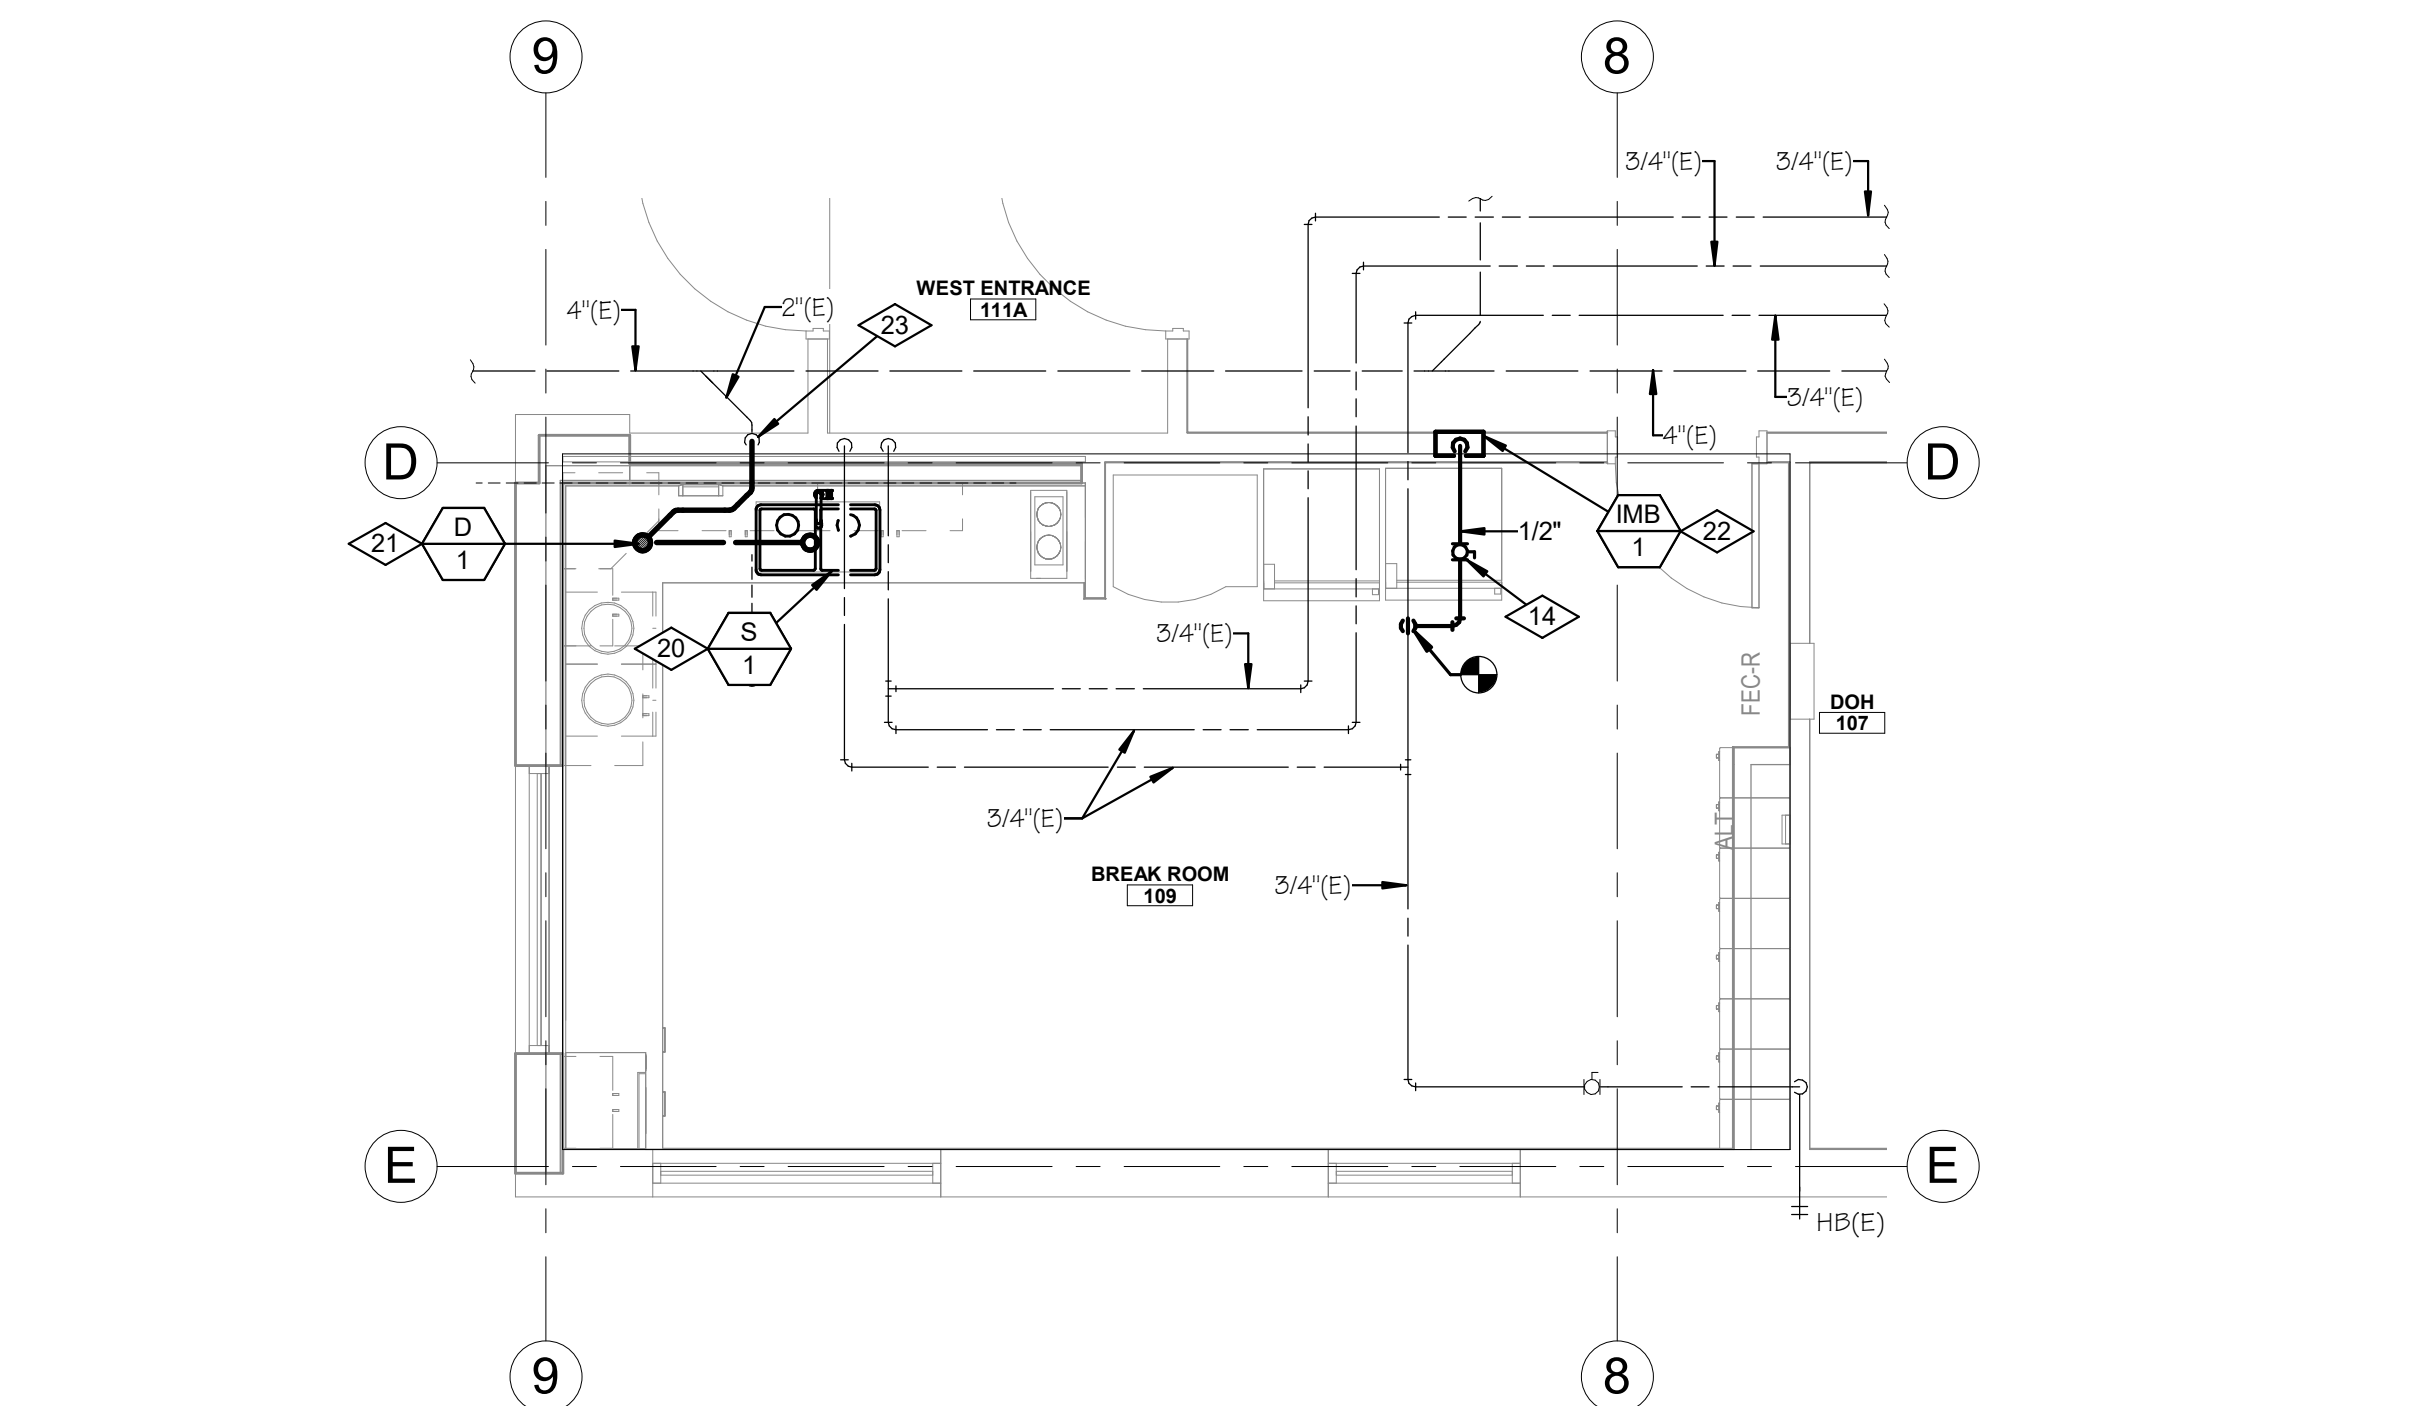 9
8
3/4"(E)
3/4"(E)
WEST ENTRANCE
111A
4"(E)
2"(E)
23
3/4"(E)
4"(E)
D
D
21
D
1
1/2"
IMB
1
22
14
20
S
1
3/4"(E)
FEC-R
DOH
107
3/4"(E)
ALT
BREAK ROOM
109
3/4"(E)
E
E
HB(E)
9
8